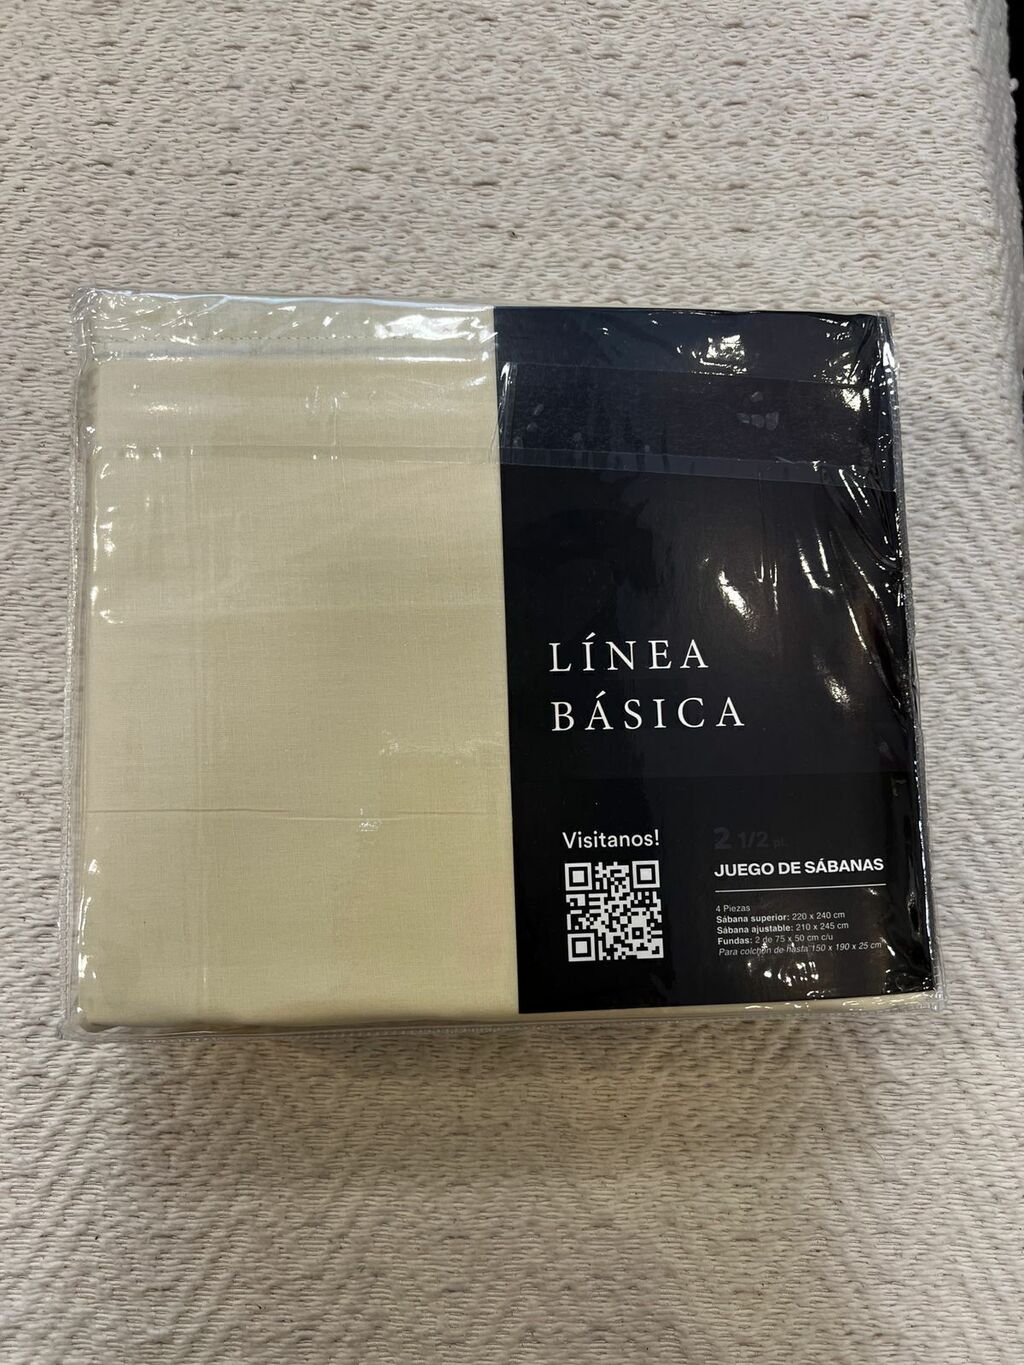 LÍNEA
BÁSICA
Visitanos!
2 1/2 pl.
JUEGO DE SÁBANAS
4 Piezas
Sábana superior: 220 x 240 cm
Sábana ajustable: 210 x 245 cm
Fundas: 2 de 75 x 50 cm c/u
Para colchón de hasta 150 x 190 x 25 cm